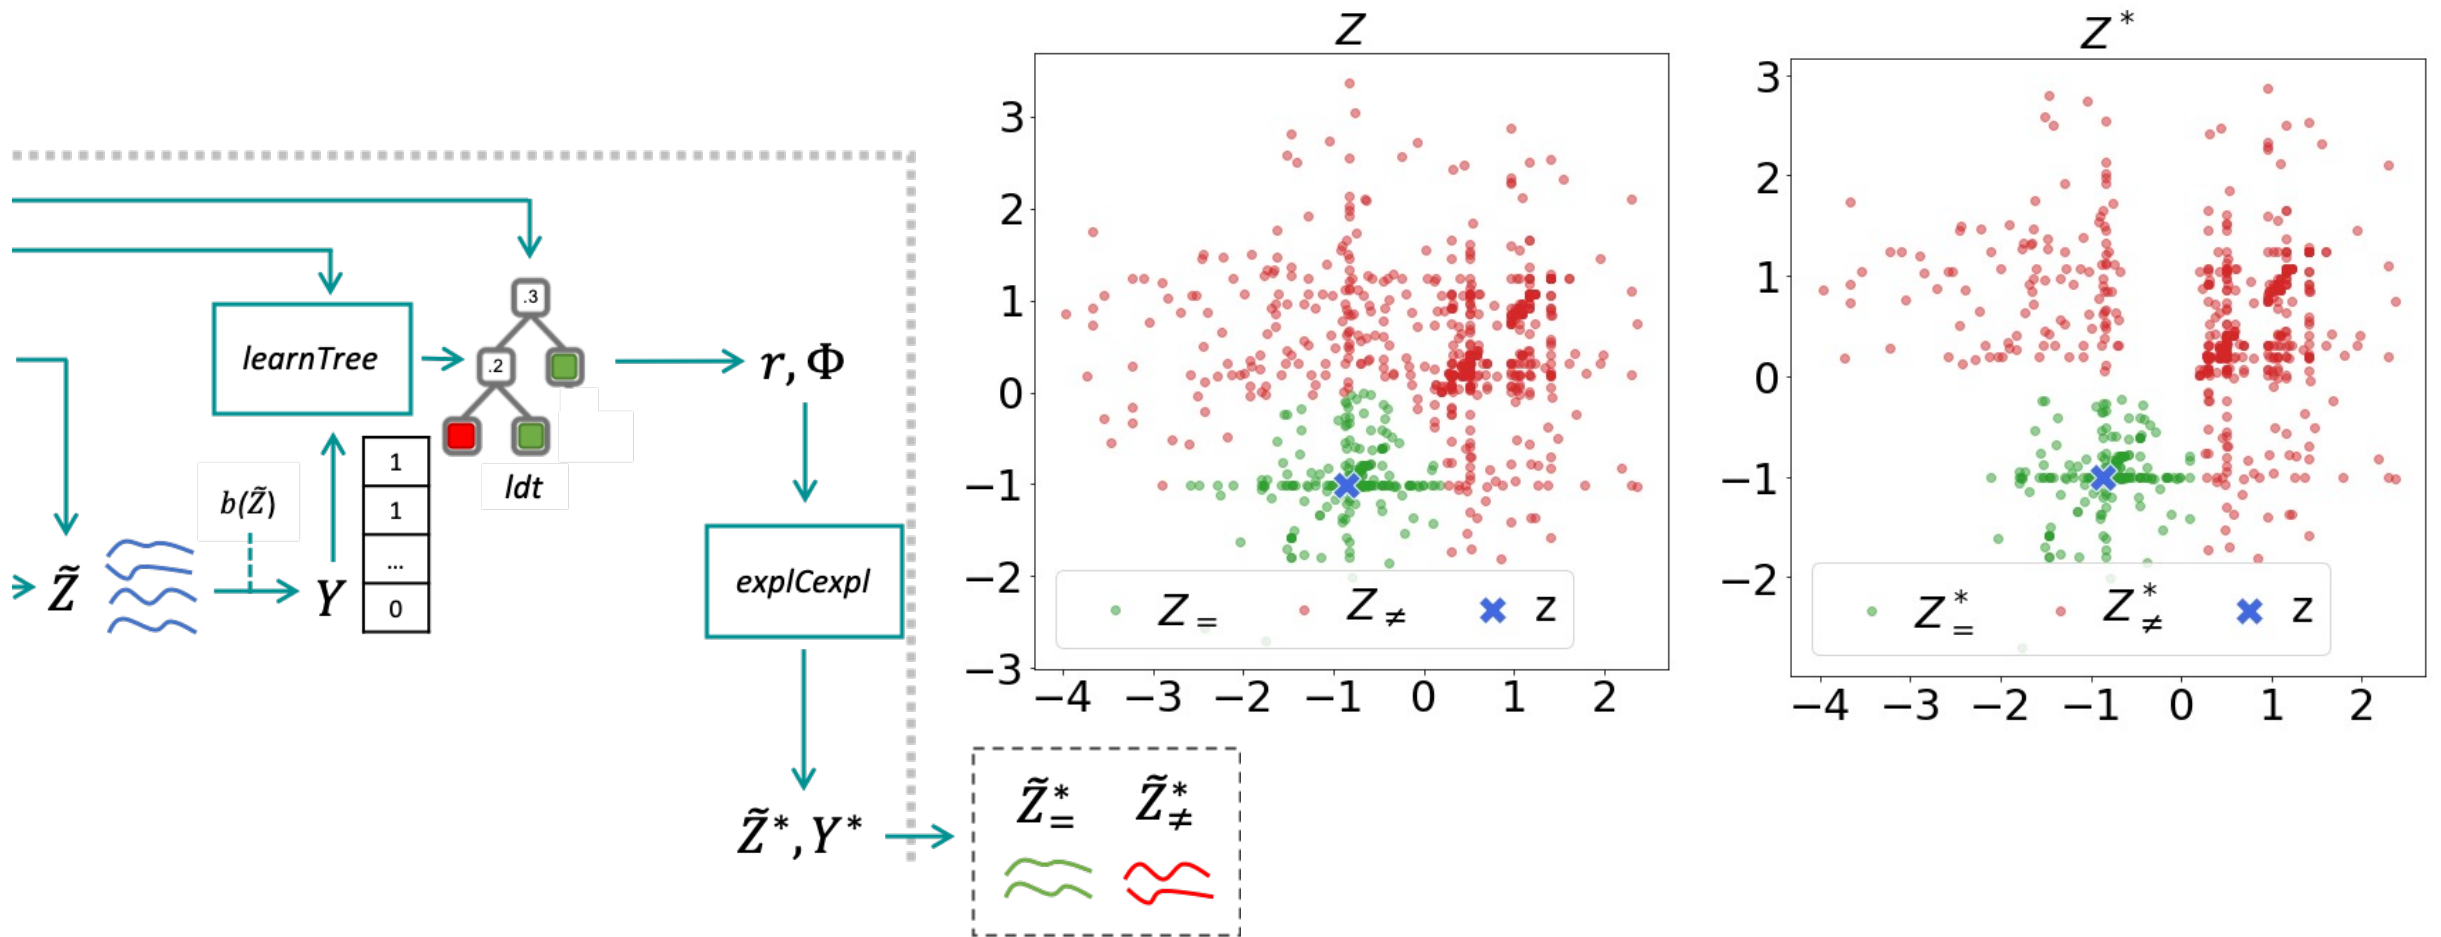 learnTree
.3
.2
ldt
r, Φ
b(Z̃)
Z̃
Y
1
1
...
0
explCexpl
Z̃*, Y*
Z̃*= Z̃*≠
Z
3
2
1
0
−1
−2
−3
−4 −3 −2 −1 0 1 2
Z= Z≠ z
Z*
3
2
1
0
−1
−2
−4 −3 −2 −1 0 1 2
Z*= Z*≠ z